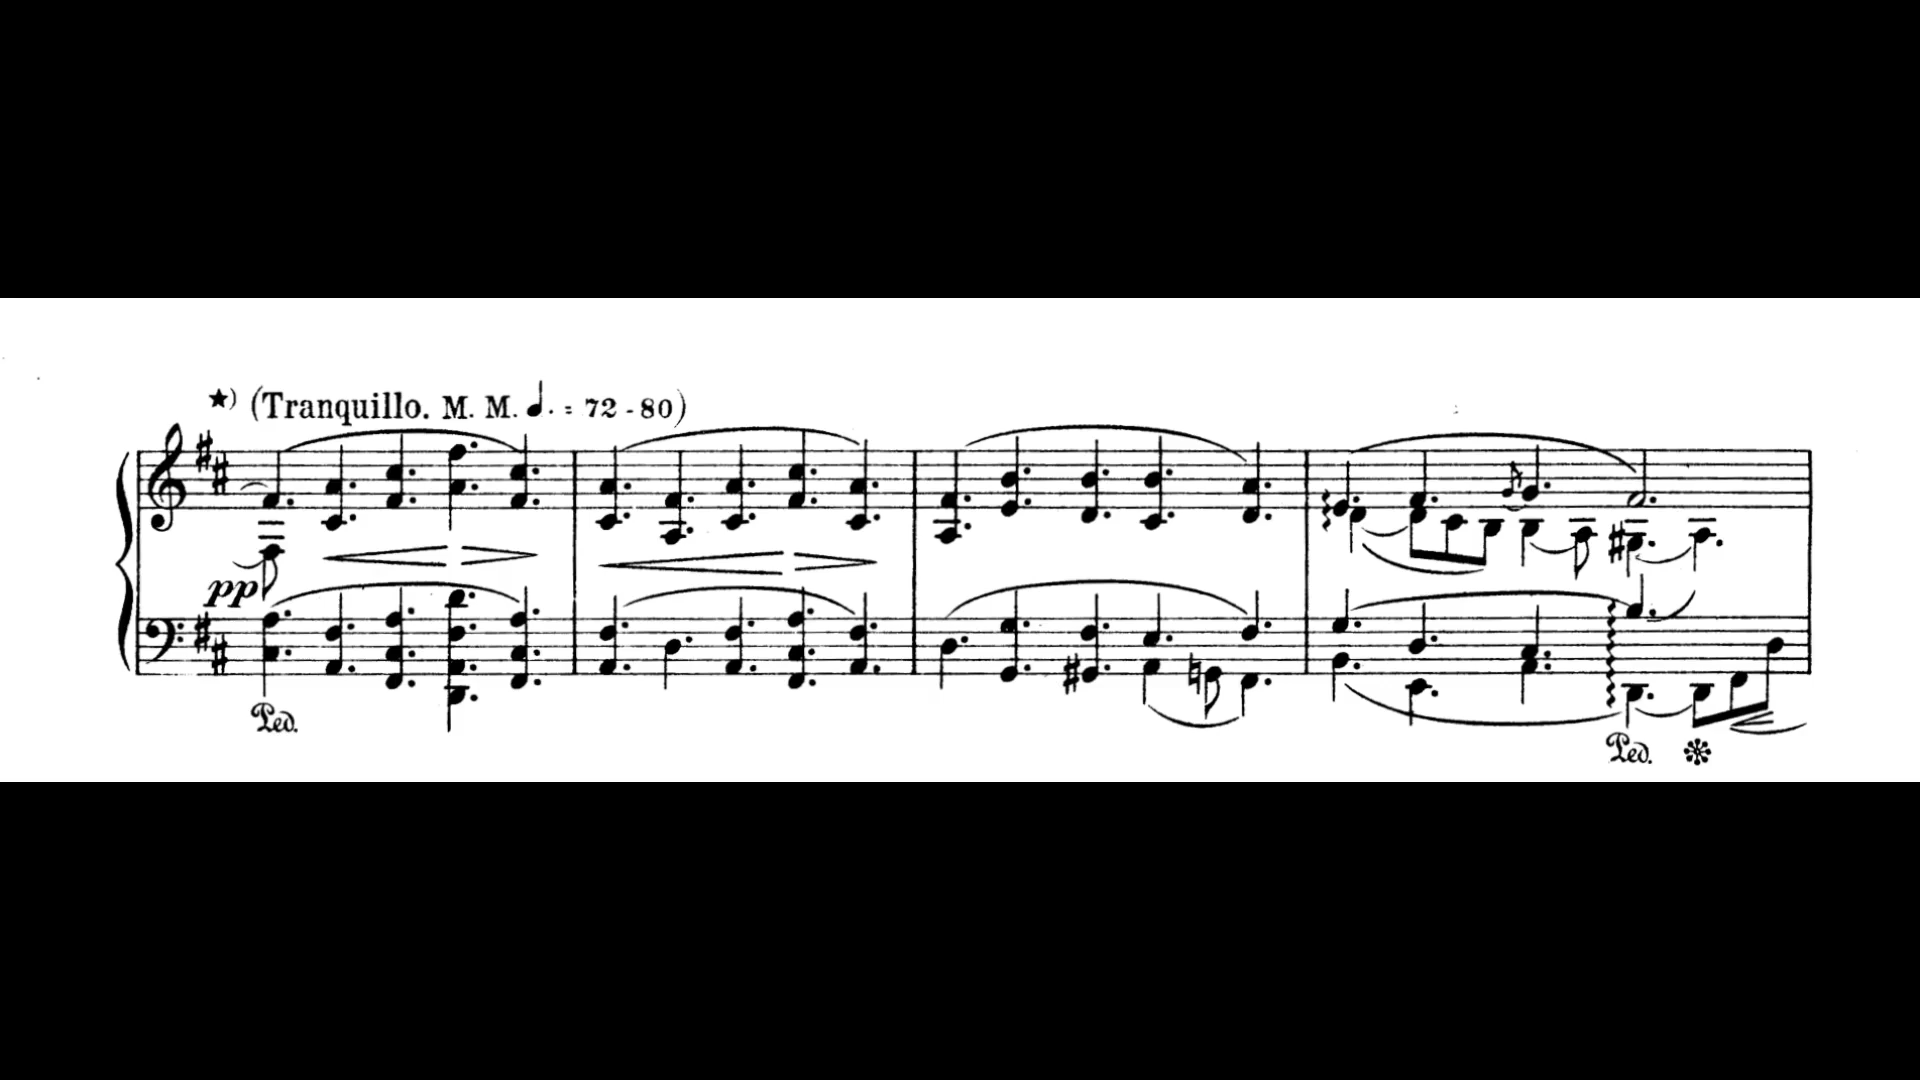 ★) (Tranquillo. M. M. ♩. = 72 - 80)
pp
Ped.
Ped.